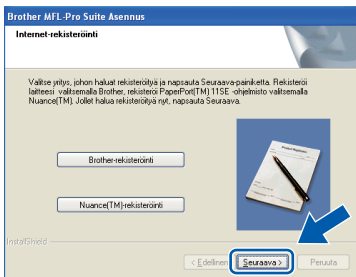 Brother MFL-Pro Suite Asennus
Internet-rekisteröinti
Valitse yritys, johon haluat rekisteröityä ja napsauta Seuraava-painiketta. Rekisteröi
laitteesi valitsemalla Brother, rekisteröi PaperPort(TM) 11SE -ohjelmisto valitsemalla
Nuance(TM). Jollet halua rekisteröityä nyt, napsauta Seuraava.
Brother-rekisteröinti
Nuance(TM)-rekisteröinti
InstallShield
< Edellinen Seuraava > Peruuta